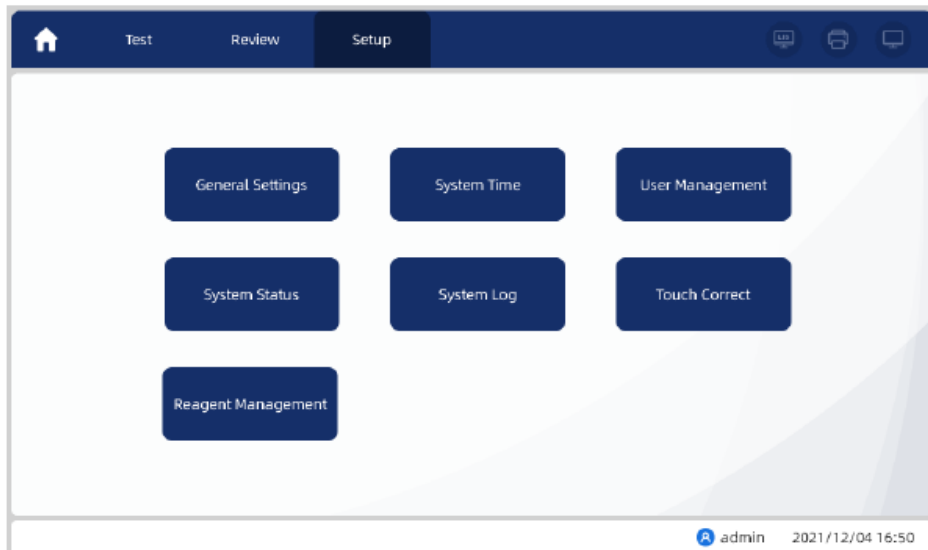 Test Review Setup LIS
General Settings System Time User Management
System Status System Log Touch Correct
Reagent Management
admin 2021/12/04 16:50